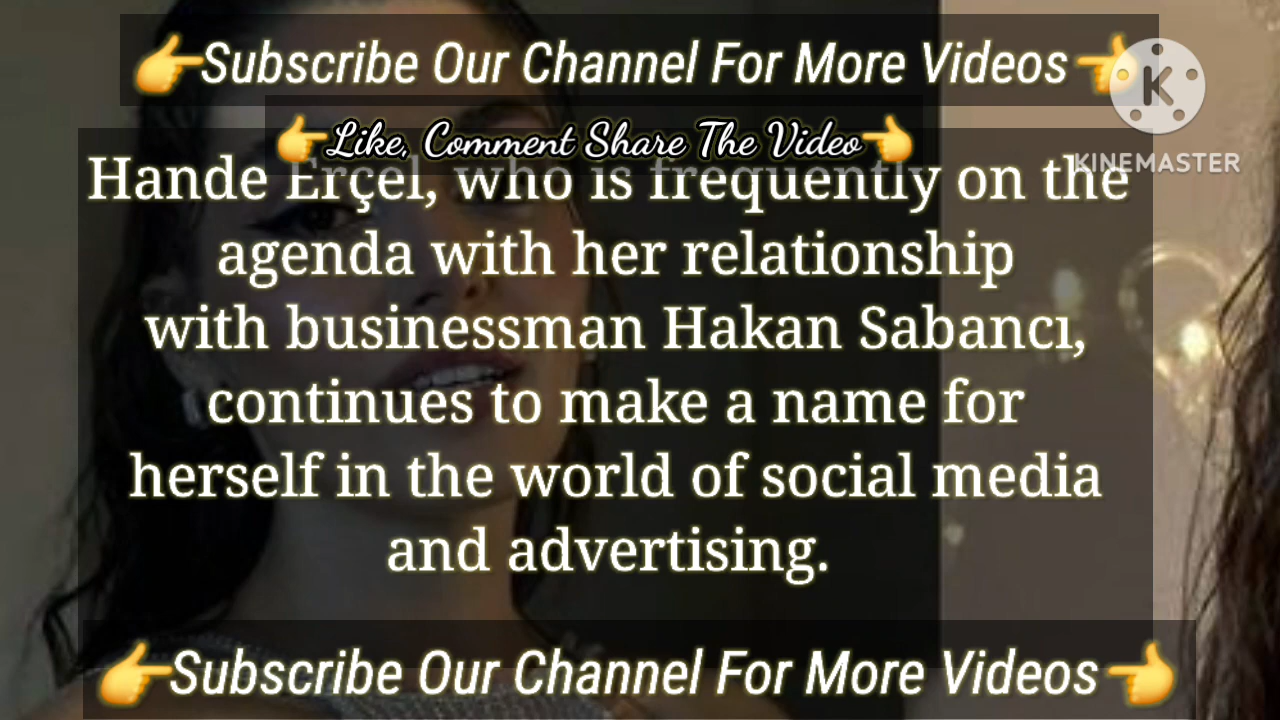 👉Subscribe Our Channel For More Videos👈
👉Like, Comment Share The Video👈
KINEMASTER
Hande Erçel, who is frequently on the
agenda with her relationship
with businessman Hakan Sabancı,
continues to make a name for
herself in the world of social media
and advertising.
👉Subscribe Our Channel For More Videos👈